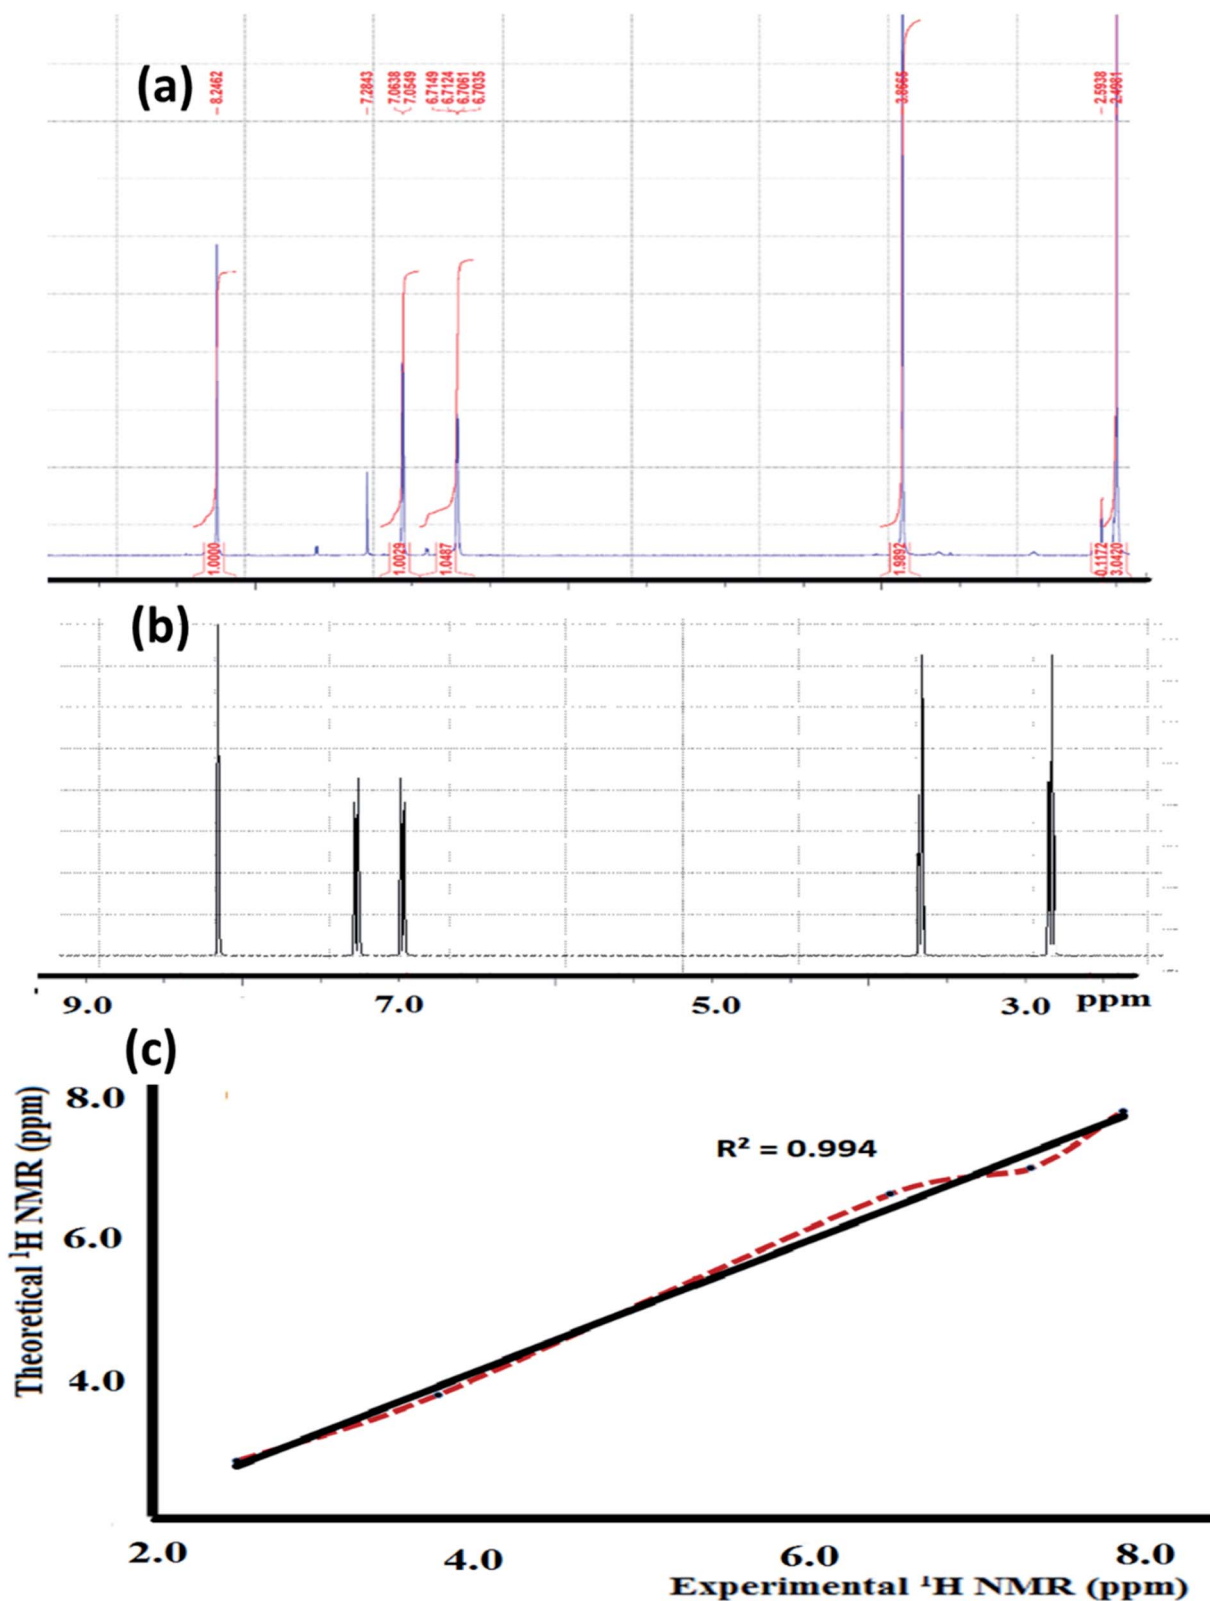 (a)
8.2462
7.2843
7.0638
7.0549
6.7149
6.7124
6.7061
6.7035
3.8665
2.5938
2.4981
1.0000
1.0029
1.0487
1.9892
0.1172
3.0420
(b)
9.0 7.0 5.0 3.0 ppm
(c)
Theoretical ¹H NMR (ppm)
8.0
R² = 0.994
6.0
4.0
2.0 4.0 6.0 8.0
Experimental ¹H NMR (ppm)